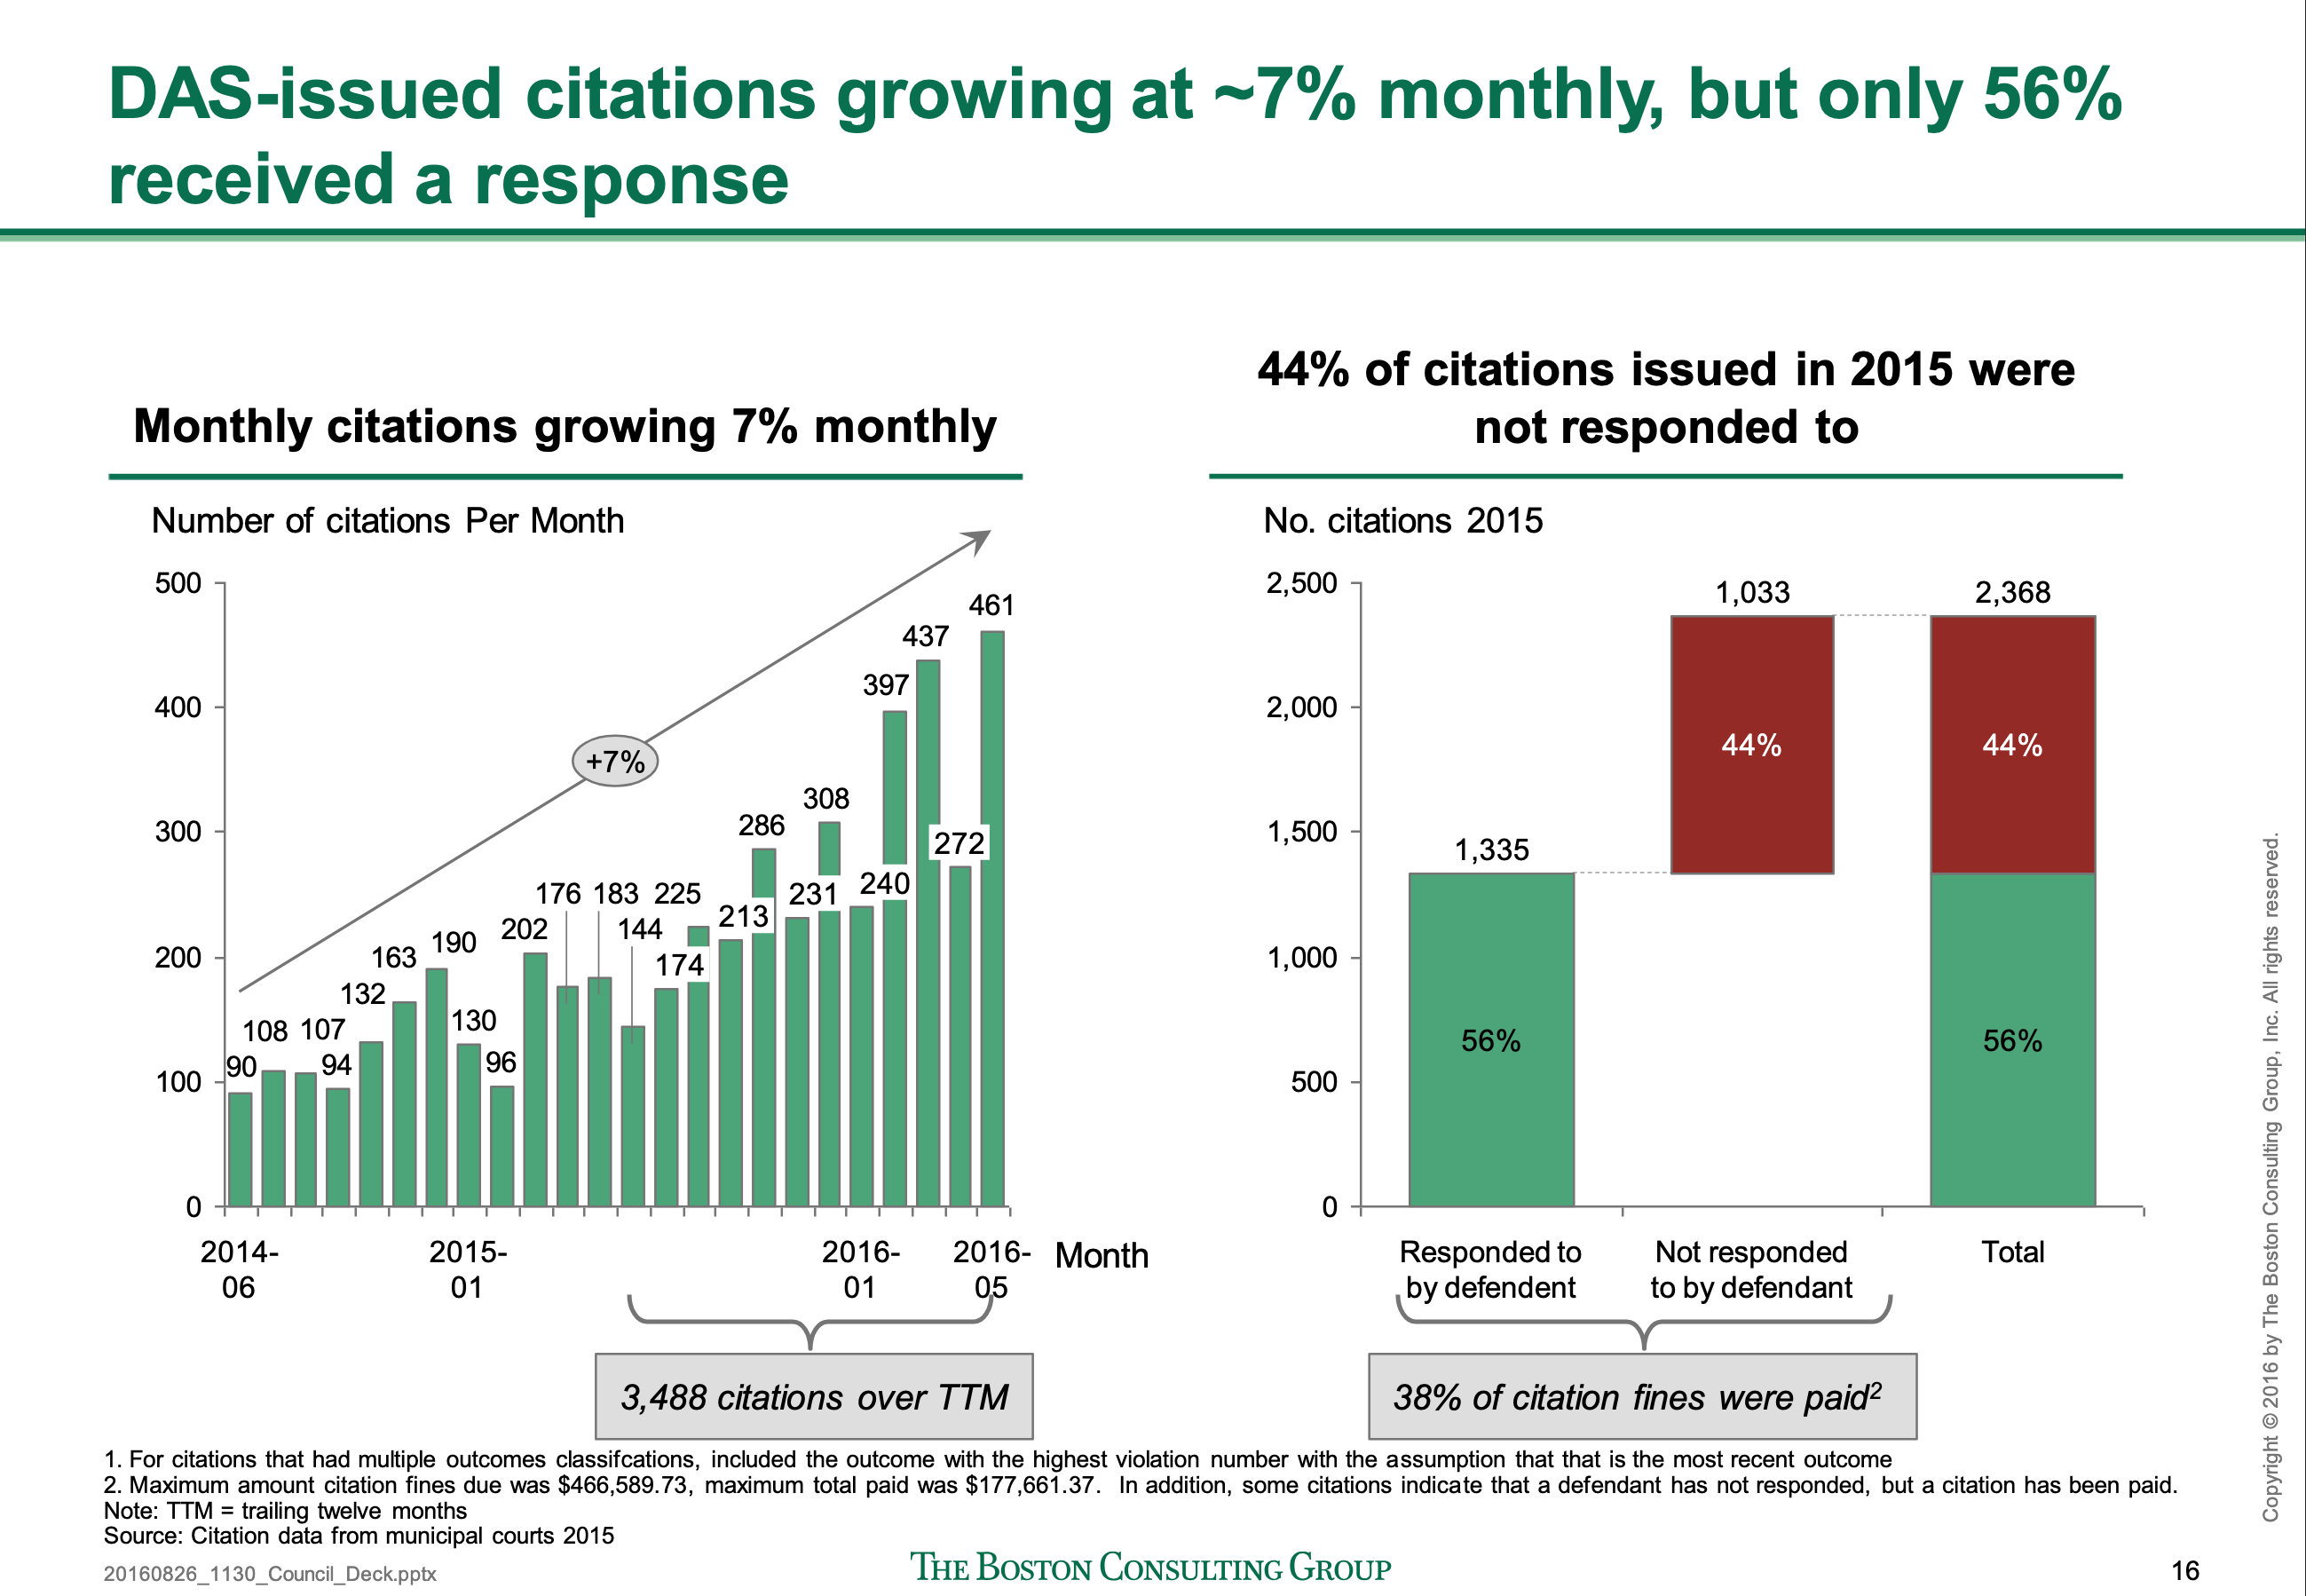 DAS-issued citations growing at ~7% monthly, but only 56%
received a response
Monthly citations growing 7% monthly
Number of citations Per Month
500
400
300
200
100
0
+7%
90
108
107
94
132
163
190
130
96
202
176
183
144
174
225
213
286
231
308
240
397
437
272
461
2014-
06
2015-
01
2016-
01
2016-
05
Month
3,488 citations over TTM
44% of citations issued in 2015 were
not responded to
No. citations 2015
2,500
2,000
1,500
1,000
500
0
1,335
56%
1,033
44%
2,368
44%
56%
Responded to
by defendent
Not responded
to by defendant
Total
38% of citation fines were paid²
1. For citations that had multiple outcomes classifcations, included the outcome with the highest violation number with the assumption that that is the most recent outcome
2. Maximum amount citation fines due was $466,589.73, maximum total paid was $177,661.37. In addition, some citations indicate that a defendant has not responded, but a citation has been paid.
Note: TTM = trailing twelve months
Source: Citation data from municipal courts 2015
20160826_1130_Council_Deck.pptx
THE BOSTON CONSULTING GROUP
16
Copyright © 2016 by The Boston Consulting Group, Inc. All rights reserved.